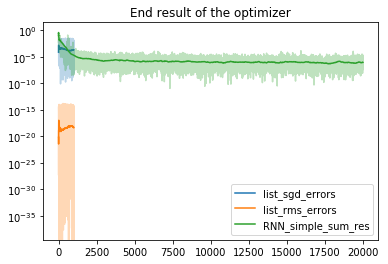 End result of the optimizer
10⁰
10⁻⁵
10⁻¹⁰
10⁻¹⁵
10⁻²⁰
10⁻²⁵
10⁻³⁰
10⁻³⁵
0 2500 5000 7500 10000 12500 15000 17500 20000
list_sgd_errors
list_rms_errors
RNN_simple_sum_res